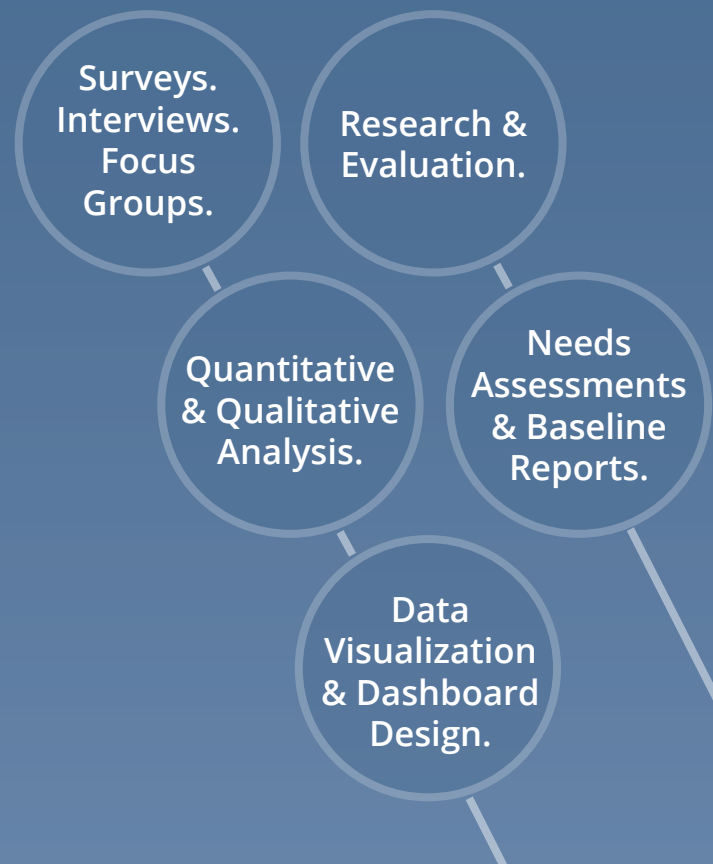 Surveys.
Interviews.
Focus
Groups.
Research &
Evaluation.
Quantitative
& Qualitative
Analysis.
Needs
Assessments
& Baseline
Reports.
Data
Visualization
& Dashboard
Design.